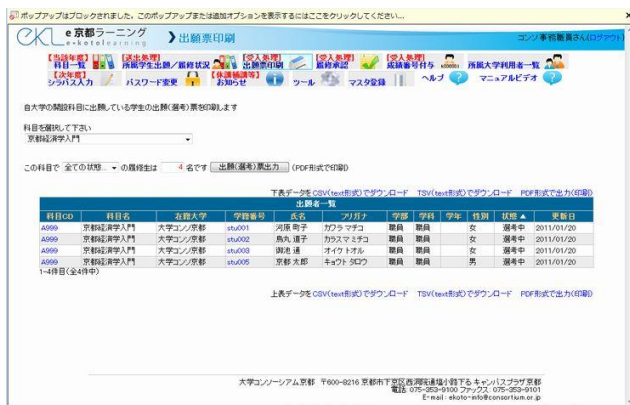 ポップアップはブロックされました。このポップアップまたは追加オプションを表示するにはここをクリックしてください...
EKL e京都ラーニング 出願票印刷 コンソ事務職員さん(ログアウト)
e-kotolearning
【当該年度】科目一覧 【送出処理】所属学生出願/履修状況 【受入処理】出願票印刷 【受入処理】履修承認 【受入処理】成績番号付与 所属大学利用者一覧
【次年度】シラバス入力 パスワード変更 【休講補講等】お知らせ ツール マスタ登録 ヘルプ マニュアルビデオ
自大学の開設科目に出願している学生の出願(選考)票を印刷します
科目を選択して下さい
京都経済学入門
この科目で 全ての状態... の履修生は 4 名です 出願(選考)票出力 (PDF形式で印刷)
下表データをCSV(text形式)でダウンロード TSV(text形式)でダウンロード PDF形式で出力(印刷)
出願者一覧
科目CD 科目名 在籍大学 学籍番号 氏名 フリガナ 学部 学科 学年 性別 状態▲ 更新日
A999 京都経済学入門 大学コンソ京都 stu001 河原 町子 カワラ マチコ 職員 職員 女 選考中 2011/01/20
A999 京都経済学入門 大学コンソ京都 stu002 烏丸 道子 カラスマ ミチコ 職員 職員 女 選考中 2011/01/20
A999 京都経済学入門 大学コンソ京都 stu003 御池 通 オイケ トオル 職員 職員 女 選考中 2011/01/20
A999 京都経済学入門 大学コンソ京都 stu005 京都 太郎 キョウト タロウ 職員 職員 男 選考中 2011/01/20
1-4件目(全4件中)
上表データをCSV(text形式)でダウンロード TSV(text形式)でダウンロード PDF形式で出力(印刷)
大学コンソーシアム京都 〒600-8216 京都市下京区西洞院通塩小路下る キャンパスプラザ京都
電話 075-353-9100 ファックス: 075-353-9101
E-mail: ekoto-info@consortium.or.jp